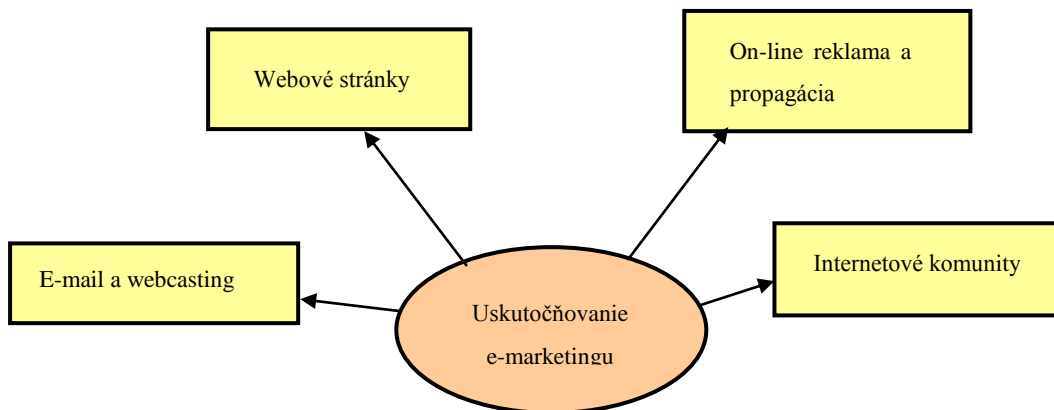 Webové stránky
On-line reklama a
propagácia
E-mail a webcasting
Internetové komunity
Uskutočňovanie
e-marketingu